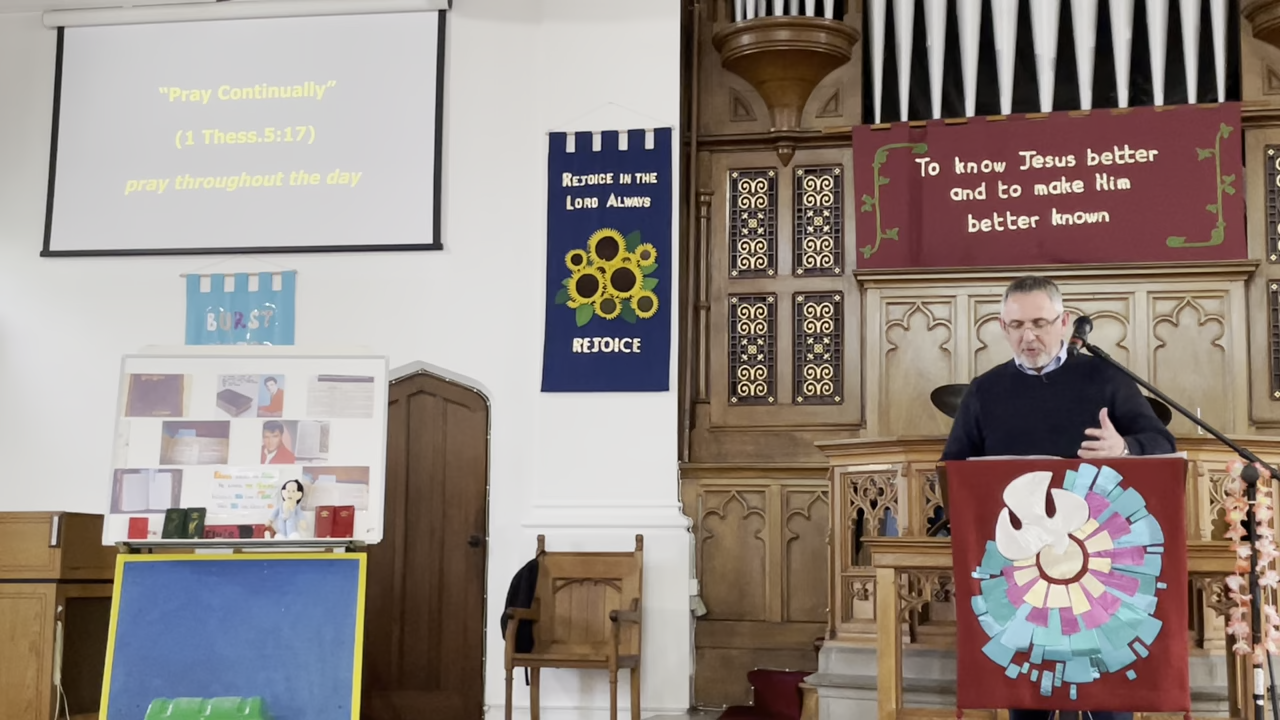 “Pray Continually”
(1 Thess.5:17)
pray throughout the day
REJOICE IN THE
LORD ALWAYS
REJOICE
To know Jesus better
and to make Him
better known
BURST